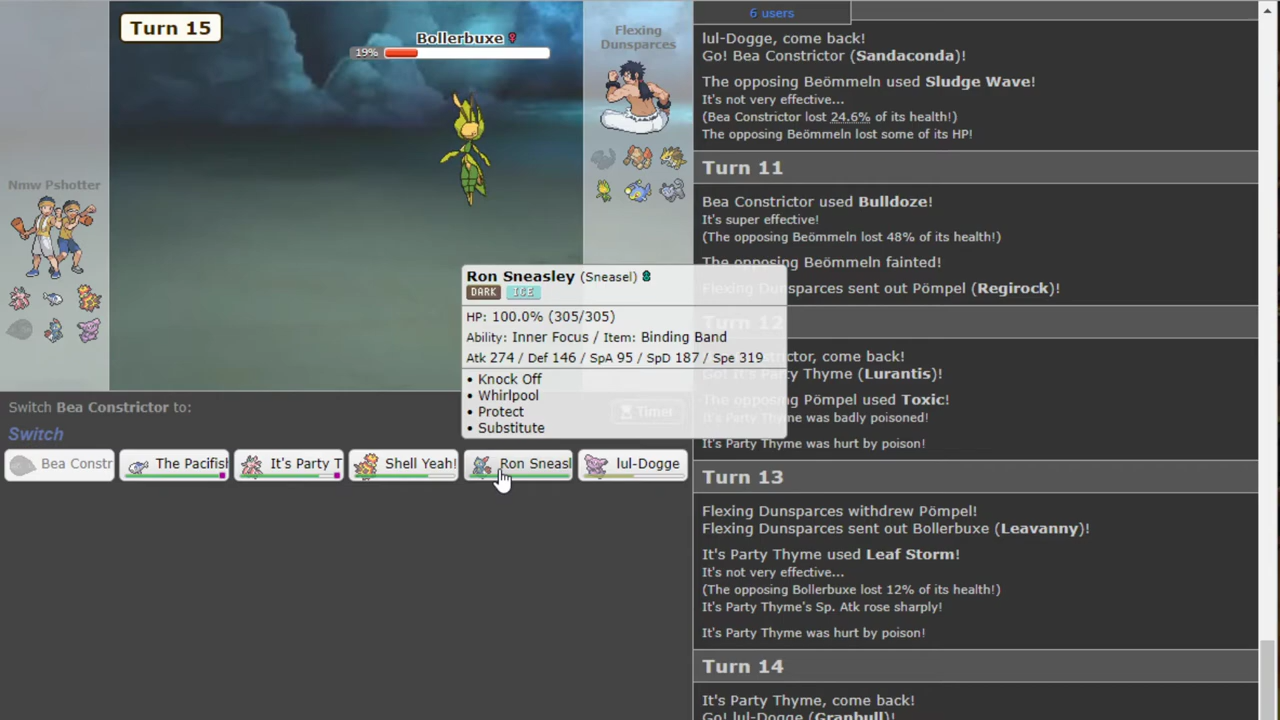 Turn 15
Bollerbuxe
19%
Flexing
Dunsparces
Nmw Pshotter
Ron Sneasley (Sneasel)
DARK ICE
HP: 100.0% (305/305)
Ability: Inner Focus / Item: Binding Band
Atk 274 / Def 146 / SpA 95 / SpD 187 / Spe 319
• Knock Off
• Whirlpool
• Protect
• Substitute
Timer
Switch Bea Constrictor to:
Switch
Bea Constr
The Pacifis
It's Party T
Shell Yeah!
Ron Sneasl
lul-Dogge
6 users
lul-Dogge, come back!
Go! Bea Constrictor (Sandaconda)!
The opposing Beömmeln used Sludge Wave!
It's not very effective...
(Bea Constrictor lost 24.6% of its health!)
The opposing Beömmeln lost some of its HP!
Turn 11
Bea Constrictor used Bulldoze!
It's super effective!
(The opposing Beömmeln lost 48% of its health!)
The opposing Beömmeln fainted!
Flexing Dunsparces sent out Pömpel (Regirock)!
Turn 12
constrictor, come back!
Go! It's Party Thyme (Lurantis)!
The opposing Pömpel used Toxic!
It's Party Thyme was badly poisoned!
It's Party Thyme was hurt by poison!
Turn 13
Flexing Dunsparces withdrew Pömpel!
Flexing Dunsparces sent out Bollerbuxe (Leavanny)!
It's Party Thyme used Leaf Storm!
It's not very effective...
(The opposing Bollerbuxe lost 12% of its health!)
It's Party Thyme's Sp. Atk rose sharply!
It's Party Thyme was hurt by poison!
Turn 14
It's Party Thyme, come back!
Go! lul-Dogge (Granbull)!